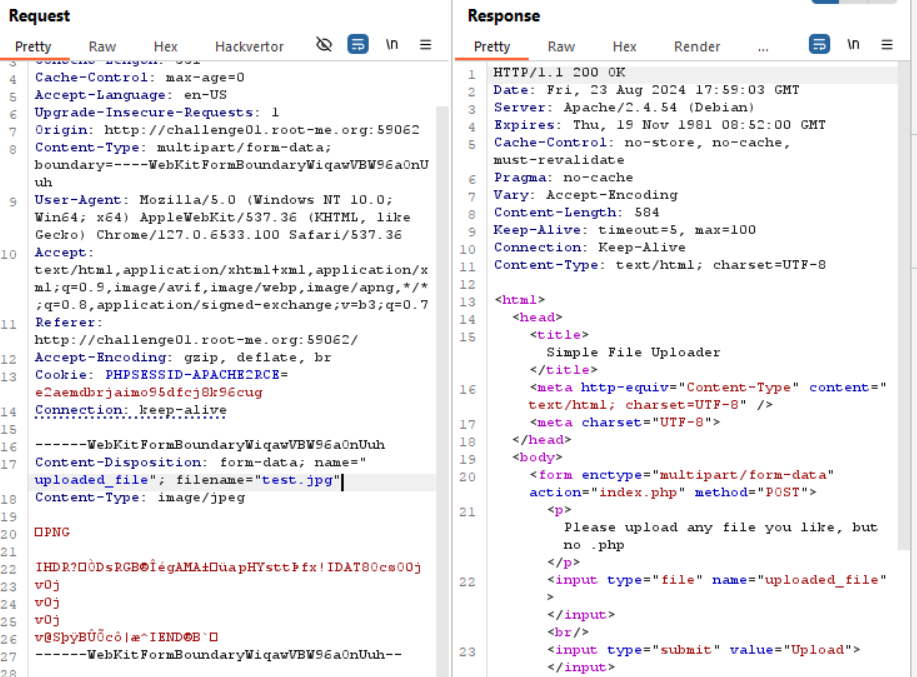 Request
Pretty Raw Hex Hackvertor \n
4 Cache-Control: max-age=0
5 Accept-Language: en-US
6 Upgrade-Insecure-Requests: 1
7 Origin: http://challenge01.root-me.org:59062
8 Content-Type: multipart/form-data;
boundary=----WebKitFormBoundaryWiqawVBW96a0nU
uh
9 User-Agent: Mozilla/5.0 (Windows NT 10.0;
Win64; x64) AppleWebKit/537.36 (KHTML, like
Gecko) Chrome/127.0.6533.100 Safari/537.36
10 Accept:
text/html,application/xhtml+xml,application/x
ml;q=0.9,image/avif,image/webp,image/apng,*/*
;q=0.8,application/signed-exchange;v=b3;q=0.7
11 Referer:
http://challenge01.root-me.org:59062/
12 Accept-Encoding: gzip, deflate, br
13 Cookie: PHPSESSID-APACHE2RCE=
e2aemdbrjaimo95dfcj8k96cug
14 Connection: keep-alive
15
16 ------WebKitFormBoundaryWiqawVBW96a0nUuh
17 Content-Disposition: form-data; name="
uploaded_file"; filename="test.jpg"
18 Content-Type: image/jpeg
19
20 PNG
21
22
23 v0j
24 v0j
25 v0j
26
27 ------WebKitFormBoundaryWiqawVBW96a0nUuh--
28
Response
Pretty Raw Hex Render ... \n
1 HTTP/1.1 200 OK
2 Date: Fri, 23 Aug 2024 17:59:03 GMT
3 Server: Apache/2.4.54 (Debian)
4 Expires: Thu, 19 Nov 1981 08:52:00 GMT
5 Cache-Control: no-store, no-cache,
must-revalidate
6 Pragma: no-cache
7 Vary: Accept-Encoding
8 Content-Length: 584
9 Keep-Alive: timeout=5, max=100
10 Connection: Keep-Alive
11 Content-Type: text/html; charset=UTF-8
12
13 <html>
14 <head>
15 <title>
Simple File Uploader
</title>
16 <meta http-equiv="Content-Type" content="
text/html; charset=UTF-8" />
17 <meta charset="UTF-8">
18 </head>
19 <body>
20 <form enctype="multipart/form-data"
action="index.php" method="POST">
21 <p>
Please upload any file you like, but
no .php
</p>
22 <input type="file" name="uploaded_file"
>
</input>
<br/>
23 <input type="submit" value="Upload">
</input>